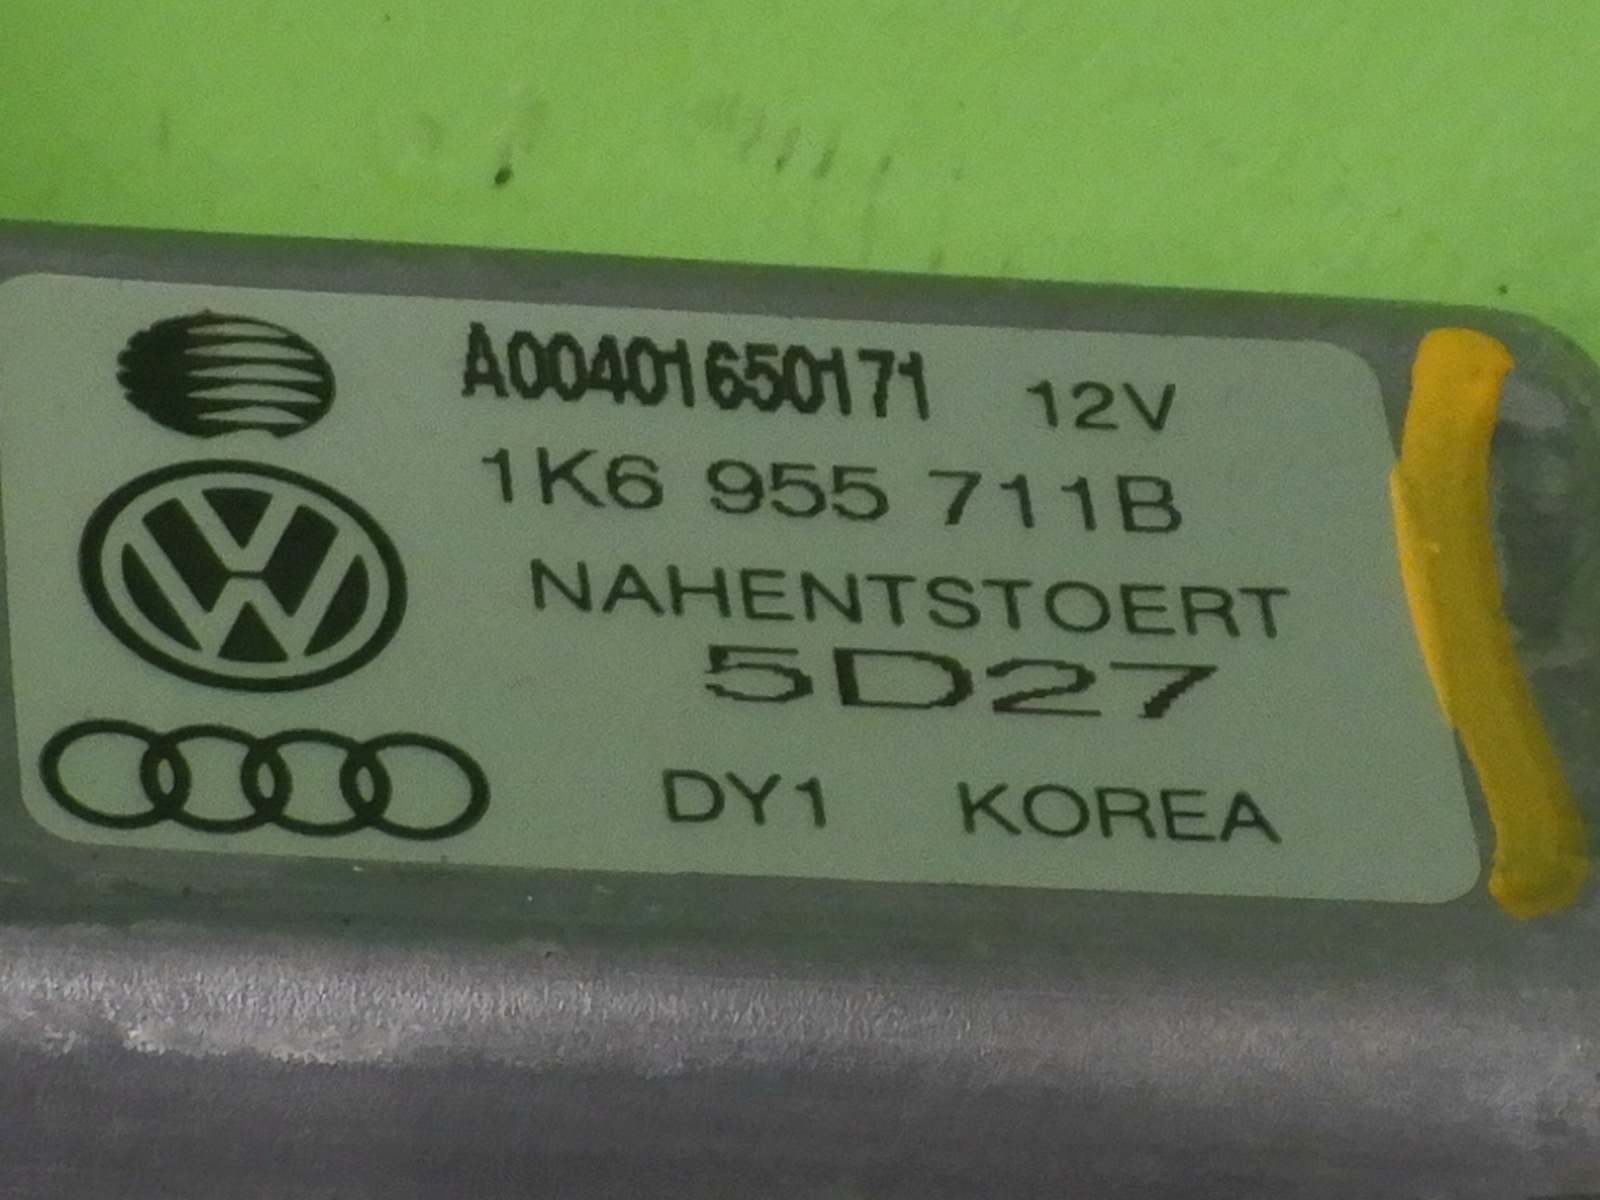 A00401650171 12V
1K6 955 711B
NAHENTSTOERT
5D27
DY1 KOREA